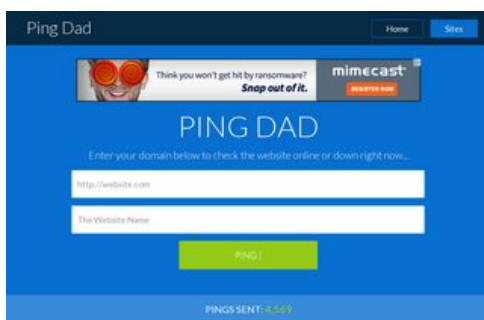 Ping Dad
Home
Sites
Think you won't get hit by ransomware?
Snap out of it.
mimecast
REGISTER NOW
PING DAD
Enter your domain below to check the website online or down right now...
http://website.com
The Website Name
PING !
PINGS SENT: 4,569